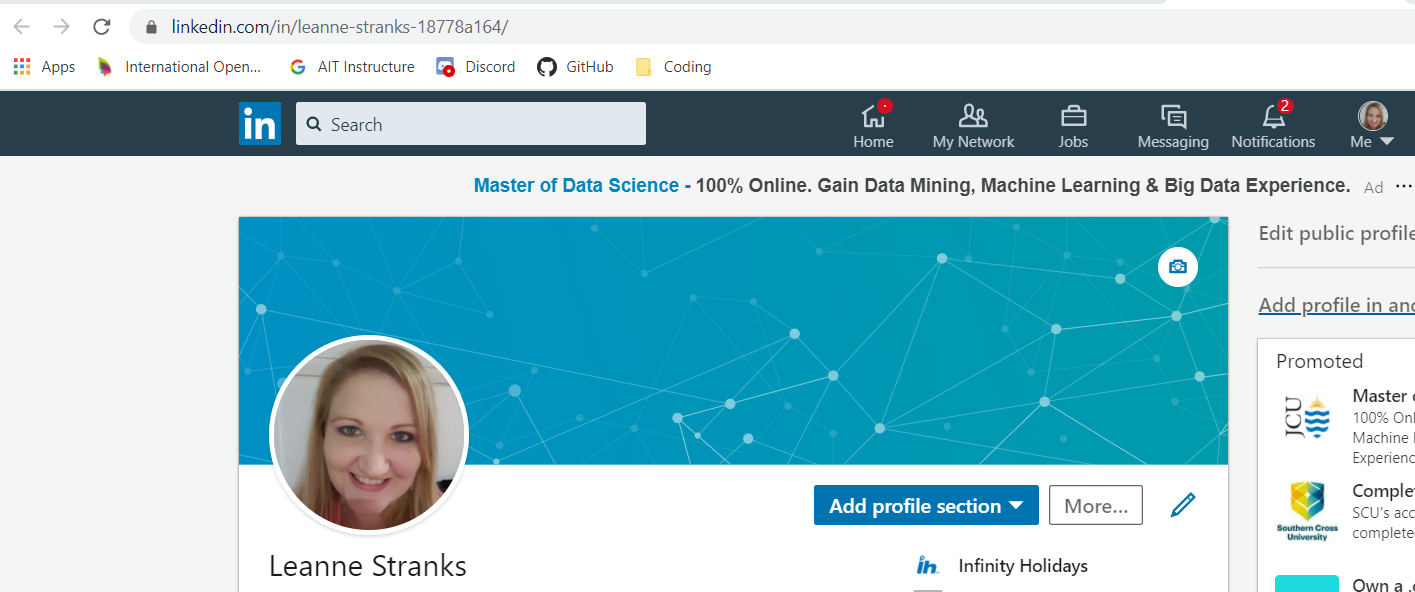 linkedin.com/in/leanne-stranks-18778a164/
Apps International Open... AIT Instructure Discord GitHub Coding
in Search Home My Network Jobs Messaging 2 Notifications Me
Master of Data Science - 100% Online. Gain Data Mining, Machine Learning & Big Data Experience. Ad ...
Edit public profile
Add profile in
Promoted
JCU
Master
100% Onl
Machine
Experienc
Southern Cross
University
Complet
SCU's acc
completed
Own a
Add profile section More...
Leanne Stranks
in Infinity Holidays